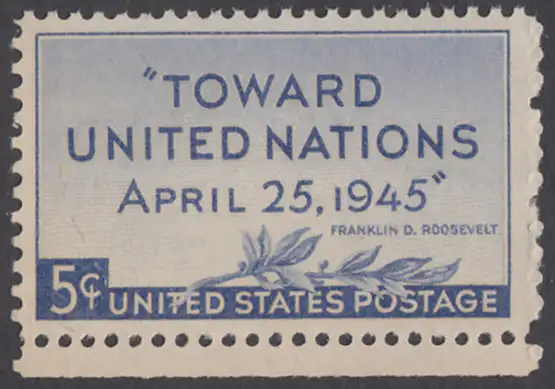 "TOWARD
UNITED NATIONS
APRIL 25, 1945"
FRANKLIN D. ROOSEVELT
5¢
UNITED STATES POSTAGE